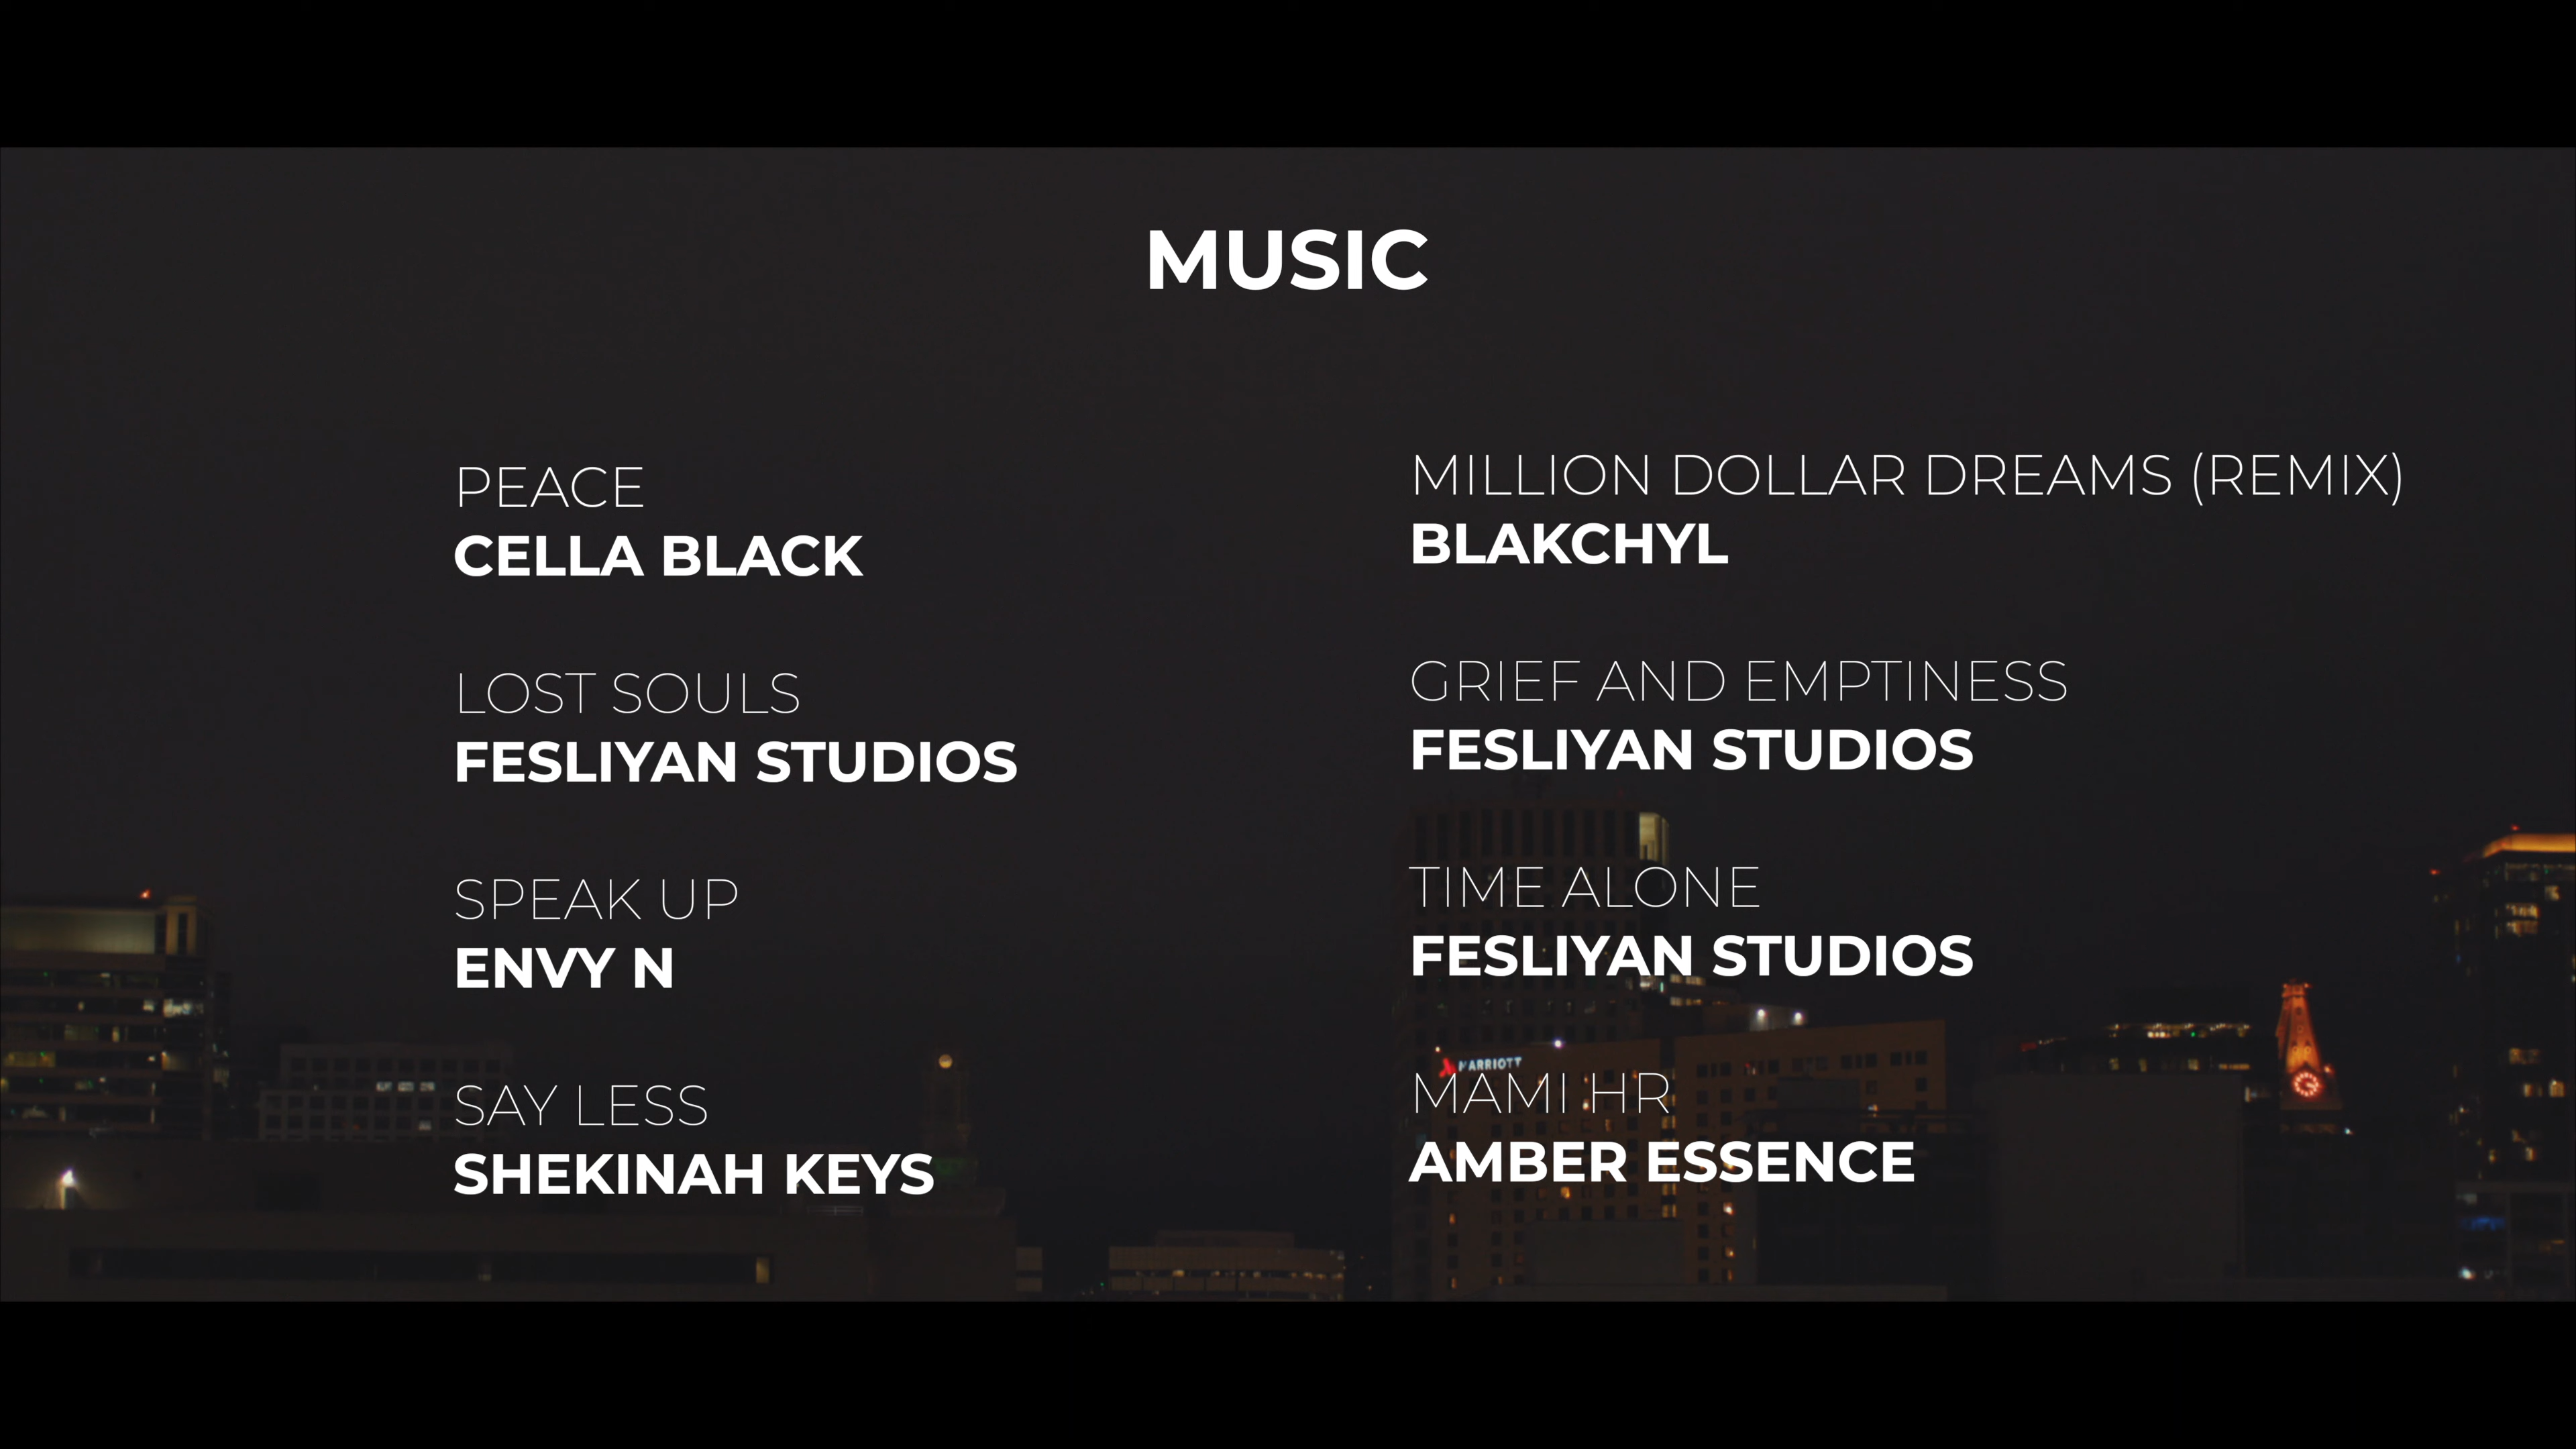 MUSIC
PEACE
CELLA BLACK
LOST SOULS
FESLIYAN STUDIOS
SPEAK UP
ENVY N
SAY LESS
SHEKINAH KEYS
MILLION DOLLAR DREAMS (REMIX)
BLAKCHYL
GRIEF AND EMPTINESS
FESLIYAN STUDIOS
TIME ALONE
FESLIYAN STUDIOS
MARRIOTT
MAMI HR
AMBER ESSENCE